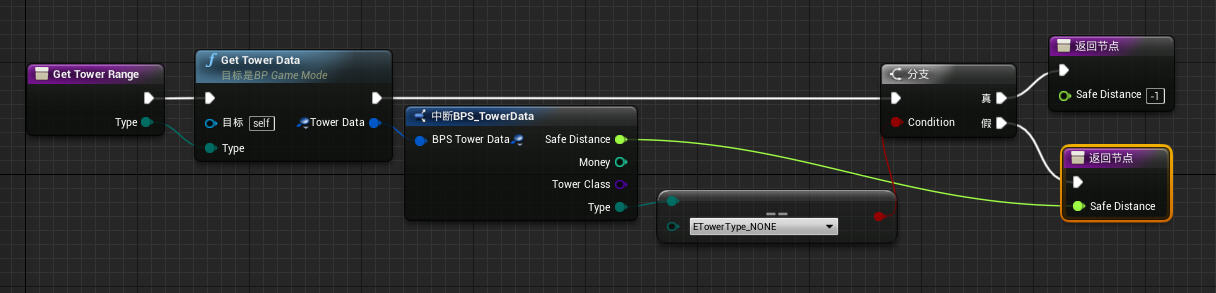 Get Tower Range
Type
Get Tower Data
目标是BP Game Mode
目标 self
Tower Data
Type
中断BPS_TowerData
BPS Tower Data
Safe Distance
Money
Tower Class
Type
==
ETowerType_NONE
分支
真
Condition
假
返回节点
Safe Distance -1
返回节点
Safe Distance